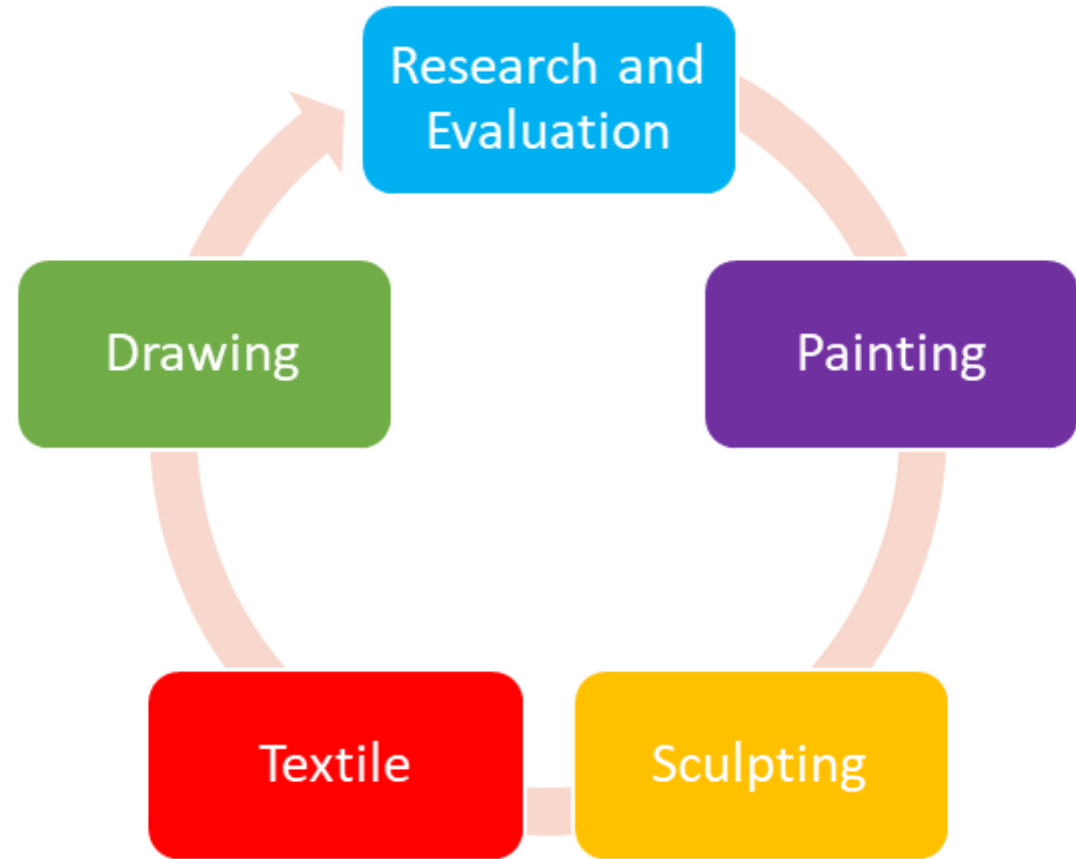 Research and
Evaluation
Painting
Sculpting
Textile
Drawing